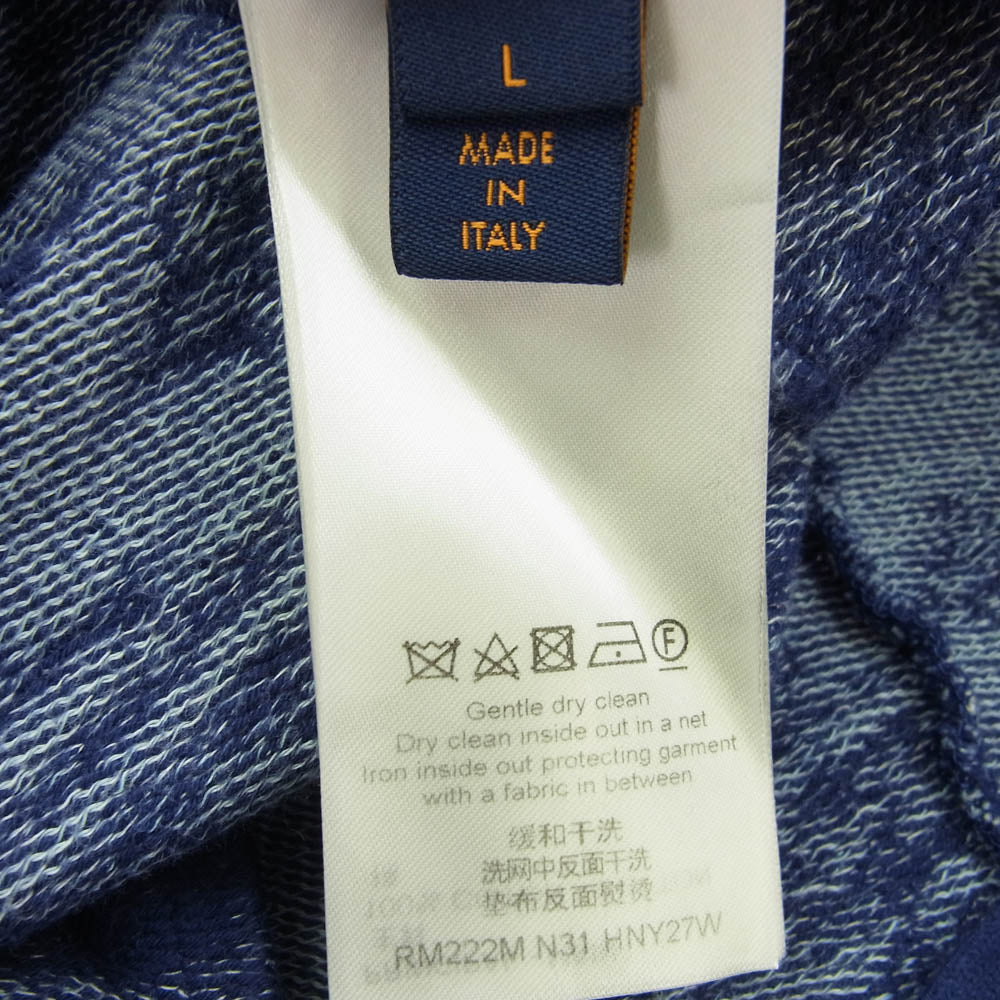 L
MADE
IN
ITALY
F
Gentle dry clean
Dry clean inside out in a net
Iron inside out protecting garment
with a fabric in between
缓和干洗
洗网中反面干洗
垫布反面熨烫
RM222M N31 HNY27W